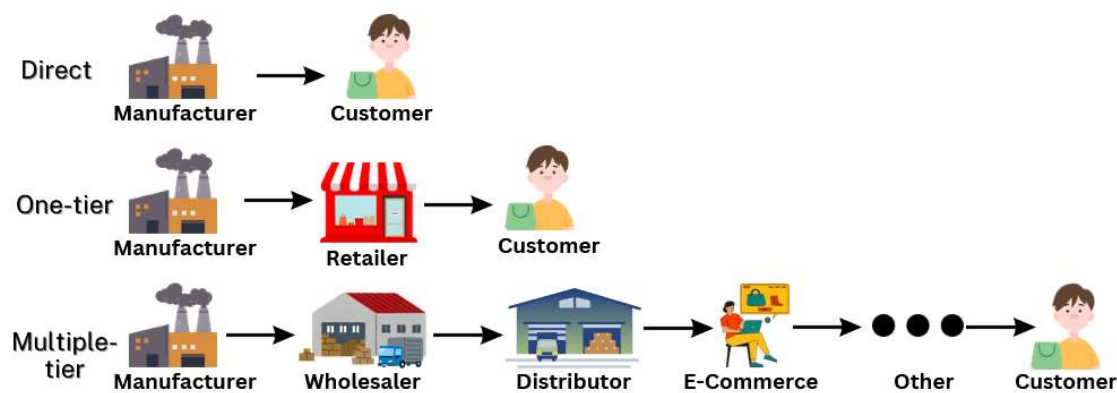 Direct
Manufacturer
Customer
One-tier
Manufacturer
Retailer
Customer
Multiple-
tier
Manufacturer
Wholesaler
Distributor
E-Commerce
Other
Customer